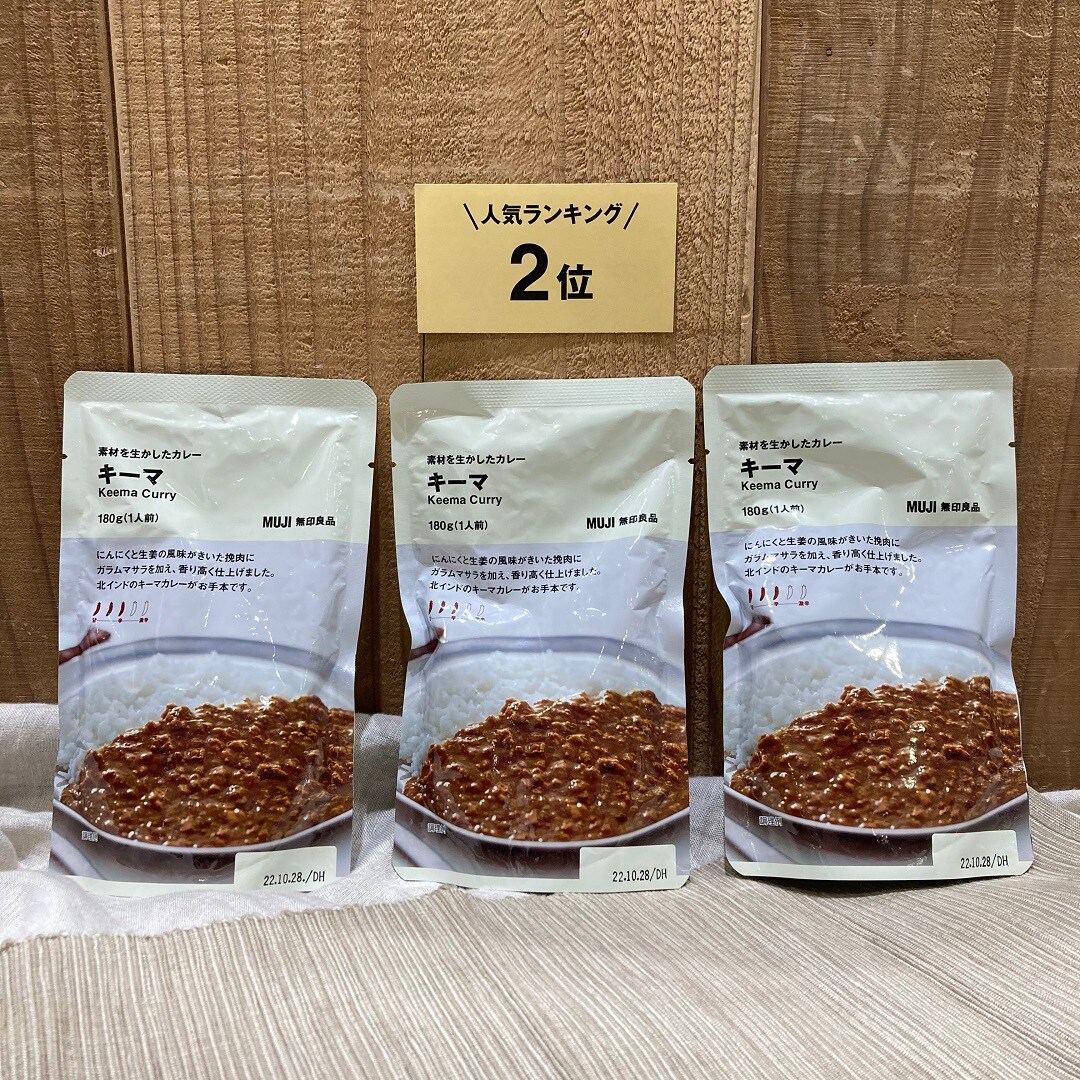 \人気ランキング/
2位
素材を生かしたカレー
キーマ
Keema Curry
180g(1人前)
MUJI 無印良品
にんにくと生姜の風味がきいた挽肉に
ガラムマサラを加え、香り高く仕上げました。
北インドのキーマカレーがお手本です。
調理例
22.10.28./DH
素材を生かしたカレー
キーマ
Keema Curry
180g(1人前)
MUJI 無印良品
にんにくと生姜の風味がきいた挽肉に
ガラムマサラを加え、香り高く仕上げました。
北インドのキーマカレーがお手本です。
調理例
22.10.28/DH
素材を生かしたカレー
キーマ
Keema Curry
180g(1人前)
MUJI 無印良品
にんにくと生姜の風味がきいた挽肉に
ガラムマサラを加え、香り高く仕上げました。
北インドのキーマカレーがお手本です。
調理例
22.10.28/DH